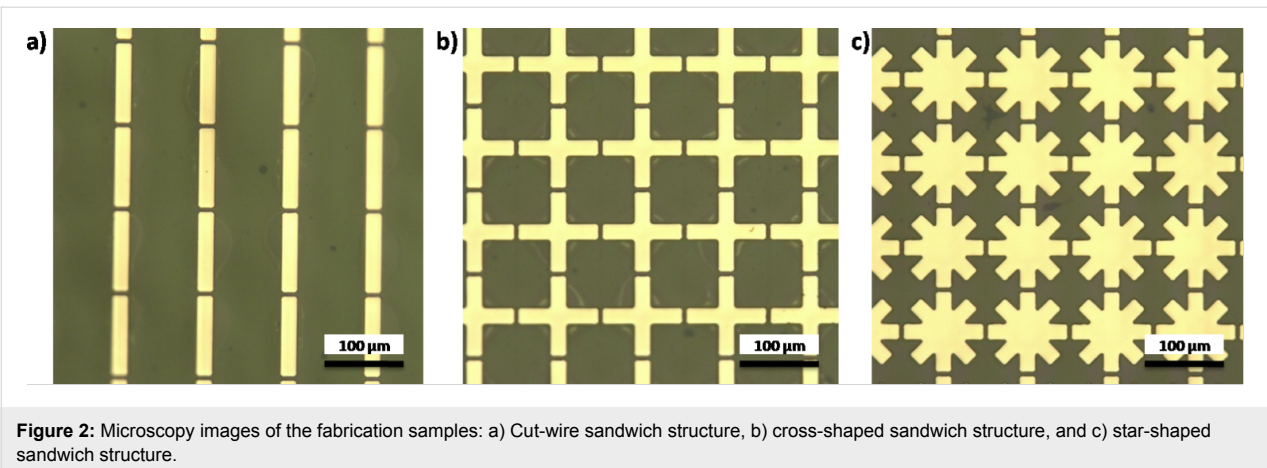 a) b) c)
100 µm 100 µm 100 µm
Figure 2: Microscopy images of the fabrication samples: a) Cut-wire sandwich structure, b) cross-shaped sandwich structure, and c) star-shaped
sandwich structure.